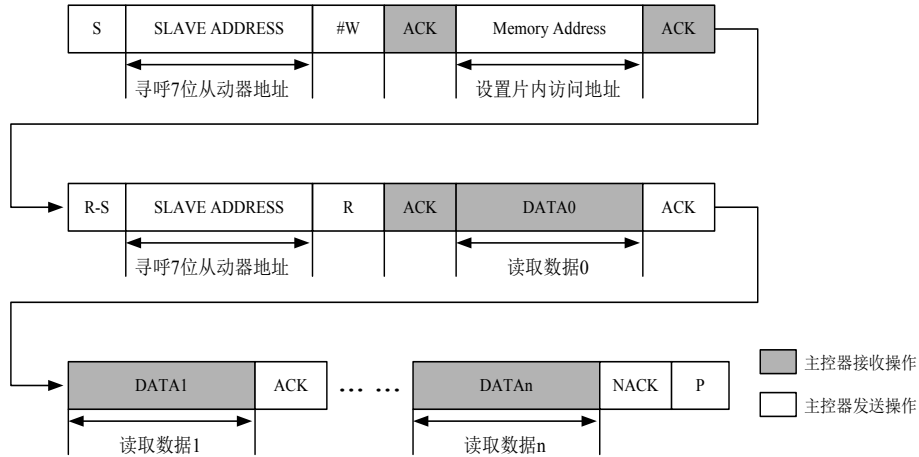 S SLAVE ADDRESS #W ACK Memory Address ACK
寻呼7位从动器地址 设置片内访问地址
R-S SLAVE ADDRESS R ACK DATA0 ACK
寻呼7位从动器地址 读取数据0
DATA1 ACK … … DATAn NACK P
读取数据1 读取数据n
主控器接收操作
主控器发送操作